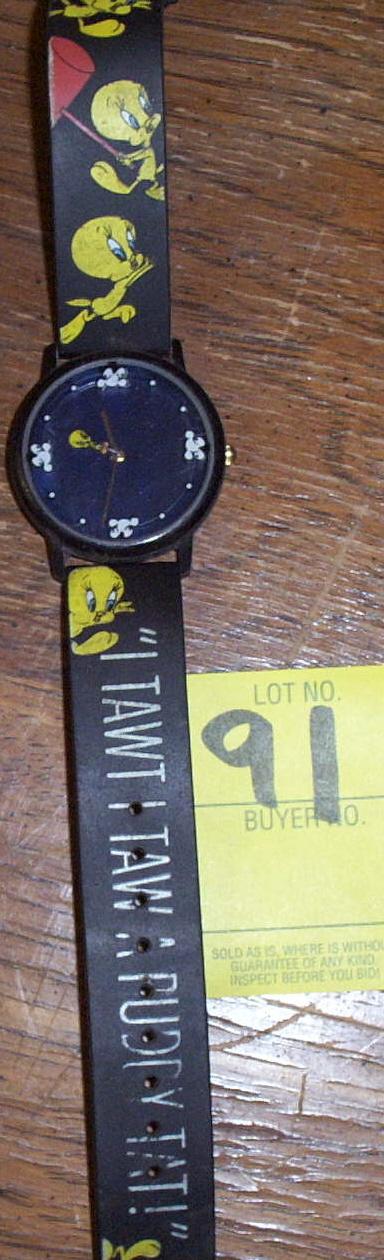 "I TAWT I TAW A PUDDY TAT!"
LOT NO.
91
BUYER NO.
SOLD AS IS, WHERE IS WITHOU
GUARANTEE OF ANY KIND
INSPECT BEFORE YOU BID!